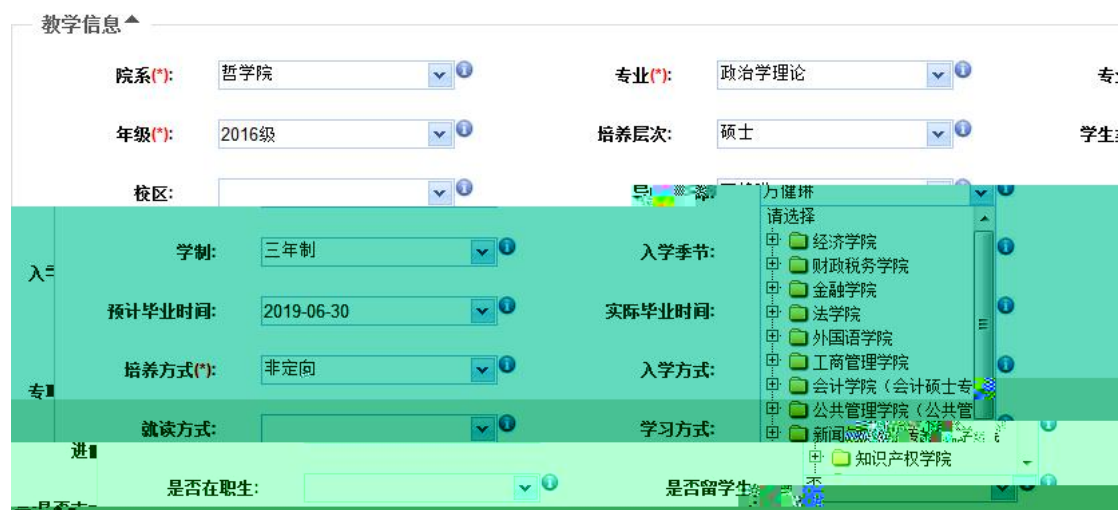 教学信息
院系(*): 哲学院 专业(*): 政治学理论
年级(*): 2016级 培养层次: 硕士 学生
校区: 万健琳
请选择
学制: 三年制 入学季节: 经济学院
财政税务学院
金融学院
预计毕业时间: 2019-06-30 实际毕业时间: 法学院
外国语学院
培养方式(*): 非定向 入学方式: 工商管理学院
会计学院（会计硕士专
公共管理学院（公共管
就读方式: 学习方式: 新闻
知识产权学院
是否在职生: 是否留学生 否